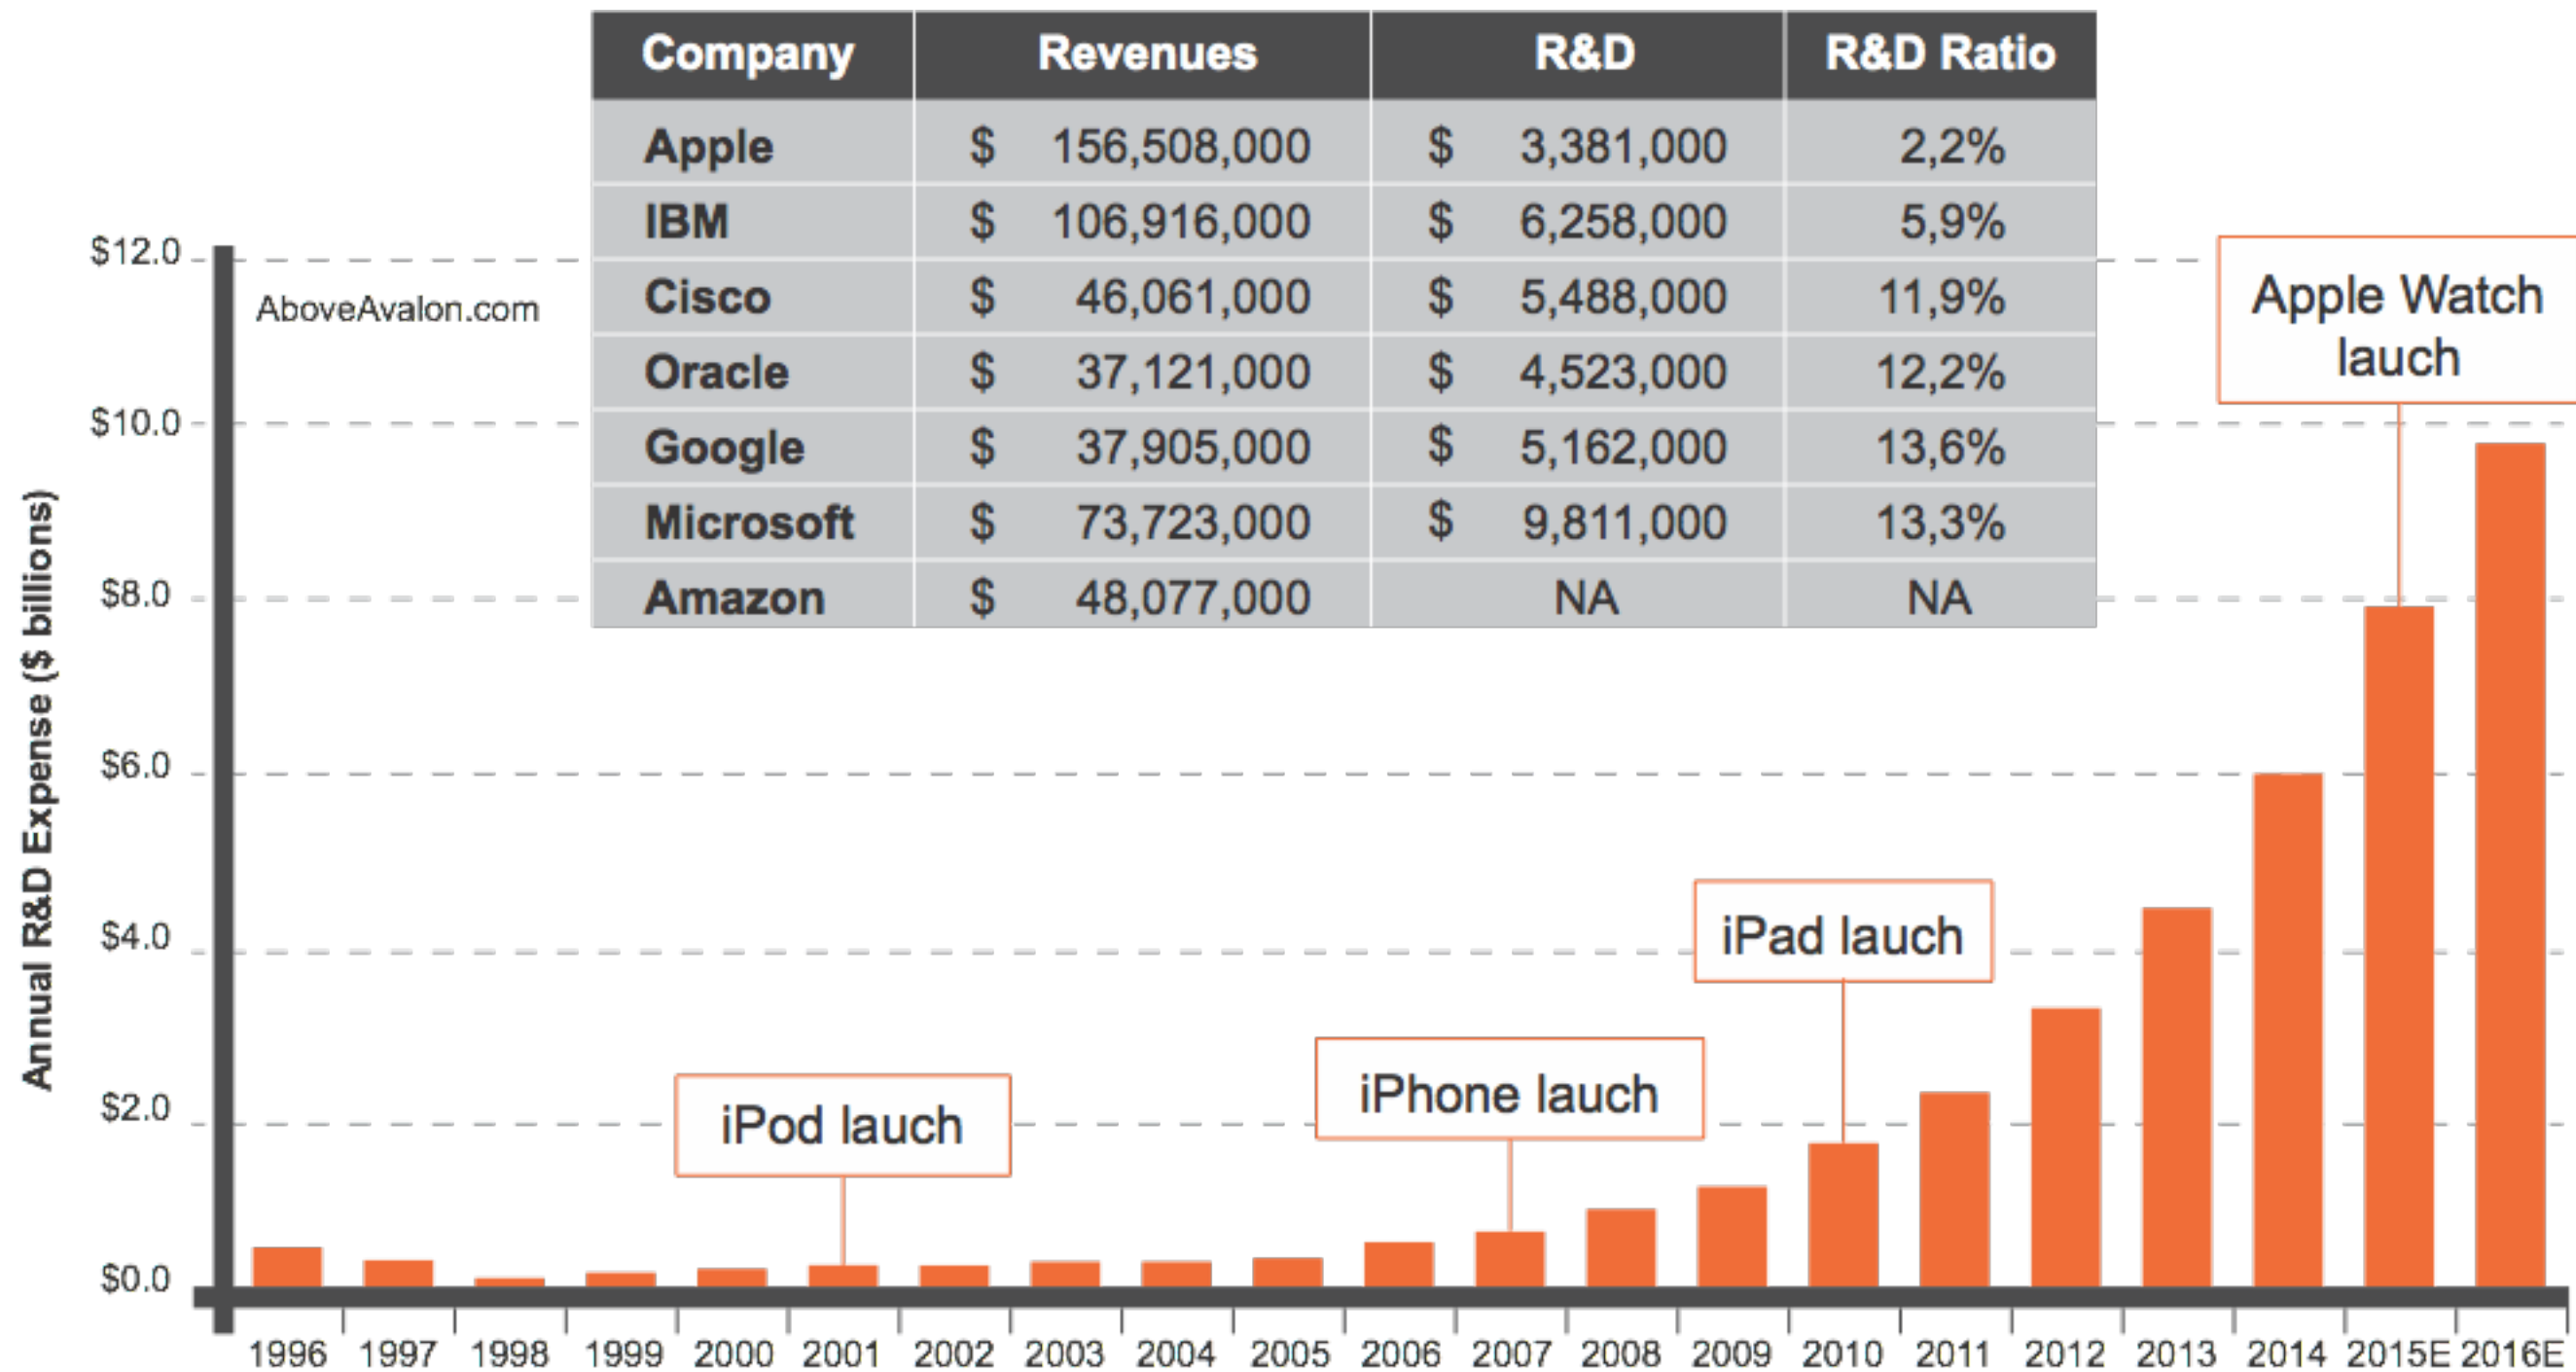 Company Revenues R&D R&D Ratio
Apple $ 156,508,000 $ 3,381,000 2,2%
IBM $ 106,916,000 $ 6,258,000 5,9%
Cisco $ 46,061,000 $ 5,488,000 11,9%
Oracle $ 37,121,000 $ 4,523,000 12,2%
Google $ 37,905,000 $ 5,162,000 13,6%
Microsoft $ 73,723,000 $ 9,811,000 13,3%
Amazon $ 48,077,000 NA NA
AboveAvalon.com
Annual R&D Expense ($ billions)
$12.0
$10.0
$8.0
$6.0
$4.0
$2.0
$0.0
iPod lauch
iPhone lauch
iPad lauch
Apple Watch
lauch
1996 1997 1998 1999 2000 2001 2002 2003 2004 2005 2006 2007 2008 2009 2010 2011 2012 2013 2014 2015E 2016E